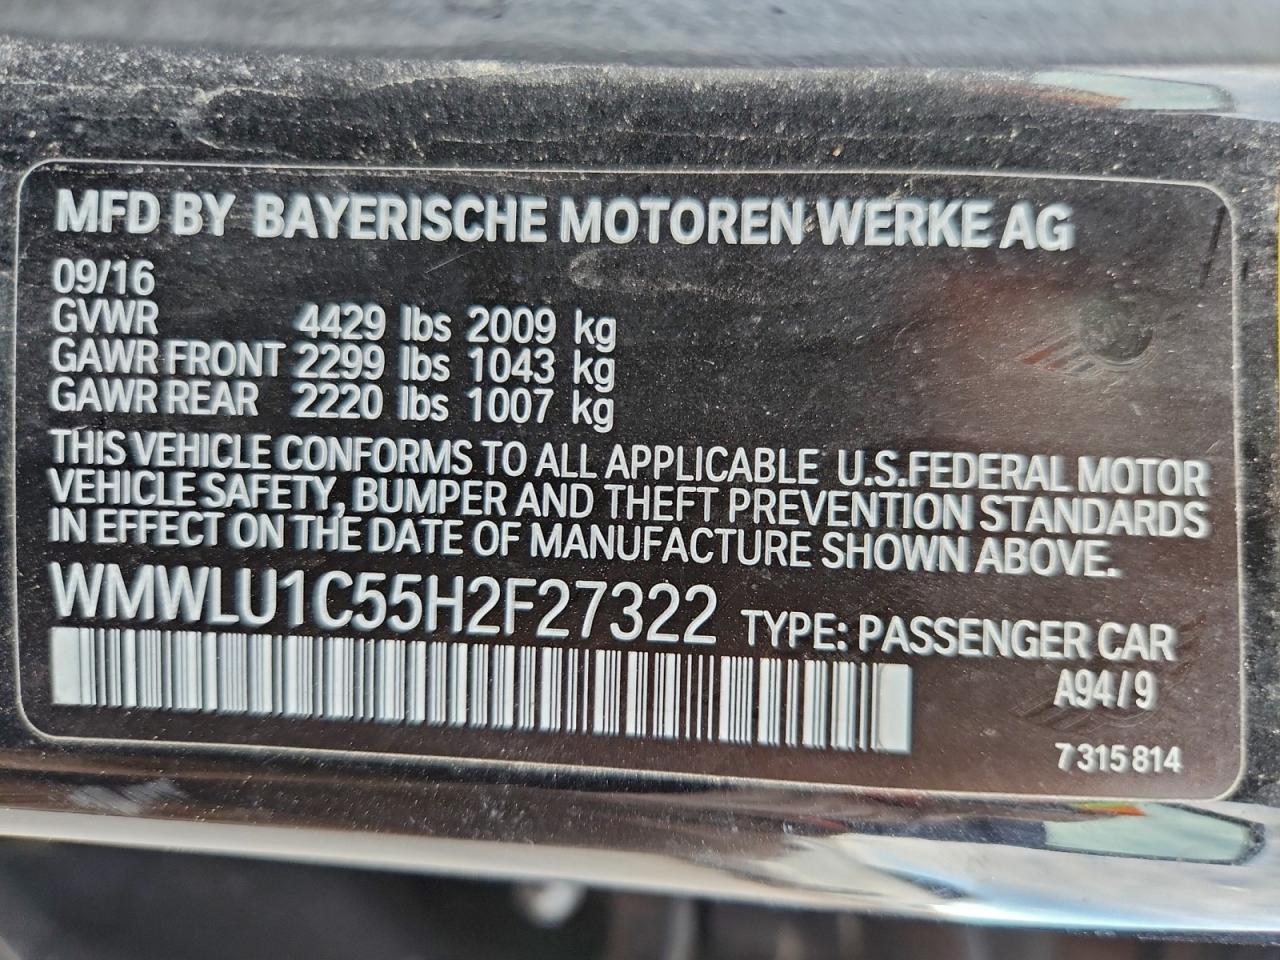 MFD BY BAYERISCHE MOTOREN WERKE AG
09/16
GVWR 4429 lbs 2009 kg
GAWR FRONT 2299 lbs 1043 kg
GAWR REAR 2220 lbs 1007 kg
THIS VEHICLE CONFORMS TO ALL APPLICABLE U.S.FEDERAL MOTOR
VEHICLE SAFETY, BUMPER AND THEFT PREVENTION STANDARDS
IN EFFECT ON THE DATE OF MANUFACTURE SHOWN ABOVE.
WMWLU1C55H2F27322 TYPE: PASSENGER CAR
A94/9
7 315 814